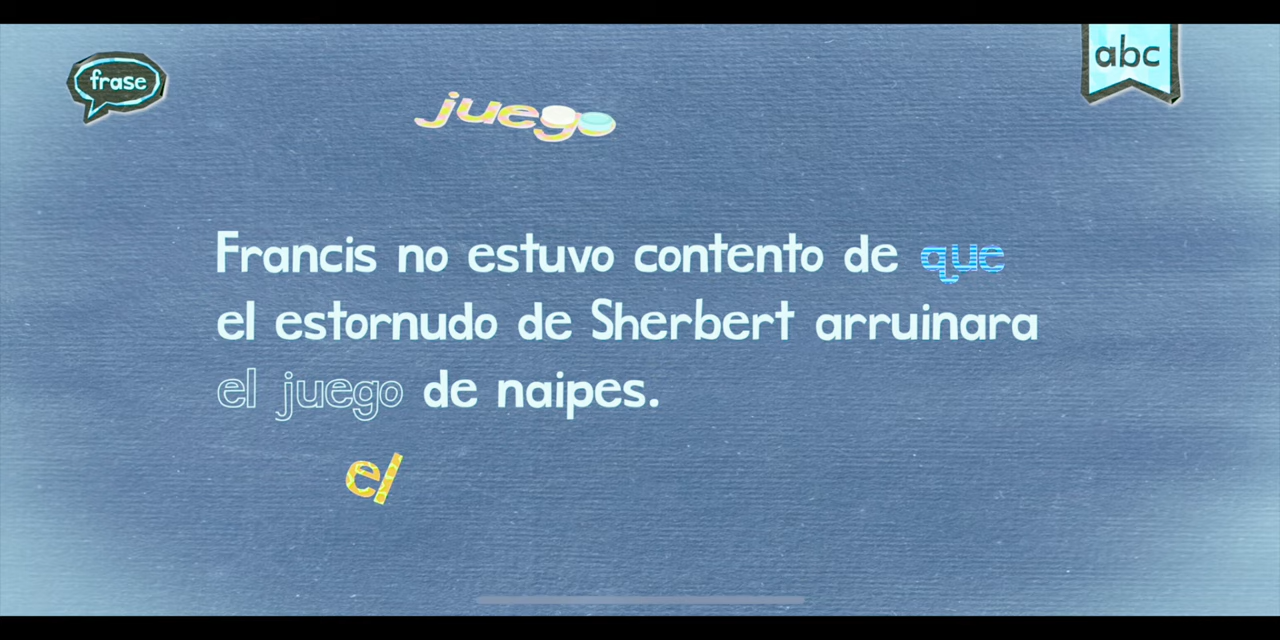 frase
abc
juego
Francis no estuvo contento de que
el estornudo de Sherbert arruinara
el juego de naipes.
el